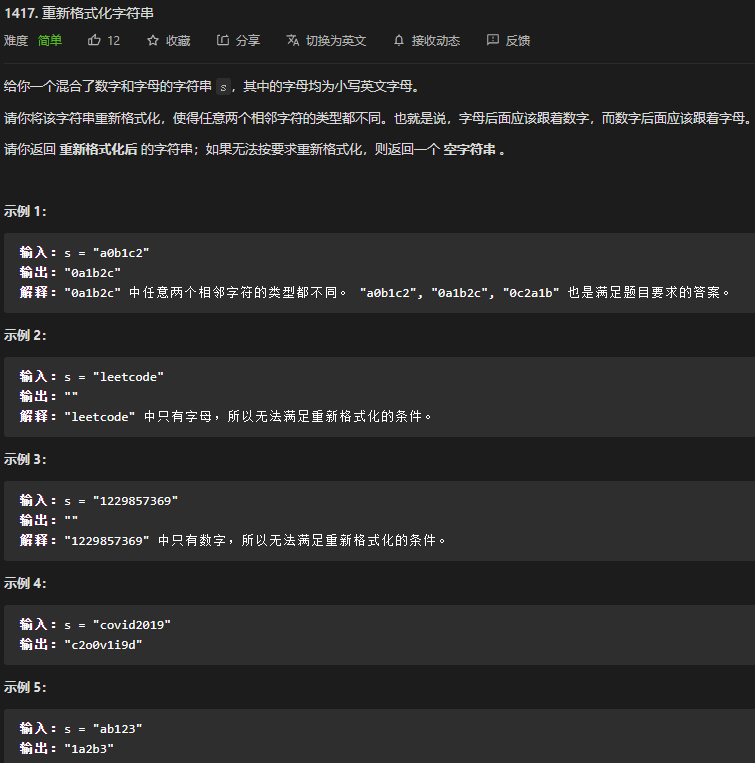 1417. 重新格式化字符串
难度 简单 12 收藏 分享 切换为英文 接收动态 反馈
给你一个混合了数字和字母的字符串 s，其中的字母均为小写英文字母。
请你将该字符串重新格式化，使得任意两个相邻字符的类型都不同。也就是说，字母后面应该跟着数字，而数字后面应该跟着字母。
请你返回 重新格式化后 的字符串；如果无法按要求重新格式化，则返回一个 空字符串 。
示例 1：
输入：s = "a0b1c2"
输出："0a1b2c"
解释："0a1b2c" 中任意两个相邻字符的类型都不同。 "a0b1c2", "0a1b2c", "0c2a1b" 也是满足题目要求的答案。
示例 2：
输入：s = "leetcode"
输出：""
解释："leetcode" 中只有字母，所以无法满足重新格式化的条件。
示例 3：
输入：s = "1229857369"
输出：""
解释："1229857369" 中只有数字，所以无法满足重新格式化的条件。
示例 4：
输入：s = "covid2019"
输出："c2o0v1i9d"
示例 5：
输入：s = "ab123"
输出："1a2b3"